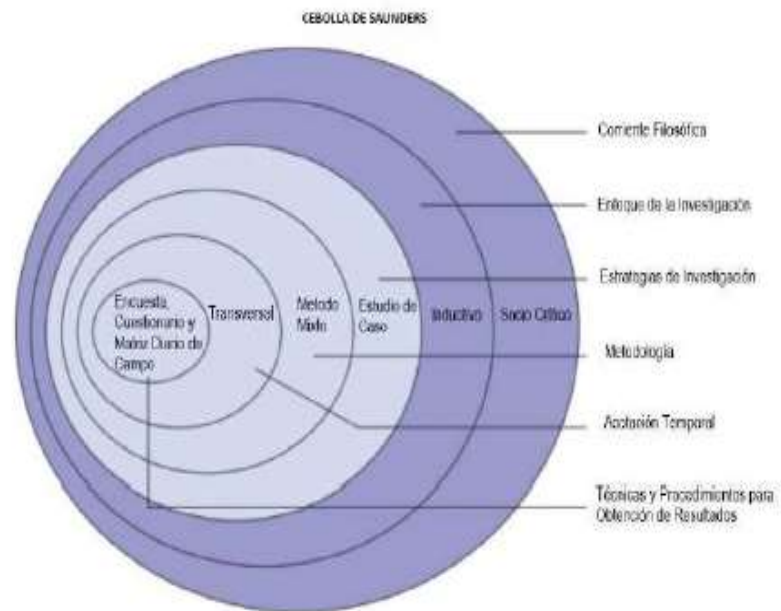 CEBOLLA DE SAUNDERS
Corriente Filosófica
Enfoque de la Investigación
Estrategias de Investigación
Encuesta,
Cuestionario y
Matriz Diario de
Campo
Transversal
Metodo
Mixto
Estudio de
Caso
Inductivo
Socio Crítico
Metodología
Acotación Temporal
Técnicas y Procedimientos para
Obtención de Resultados